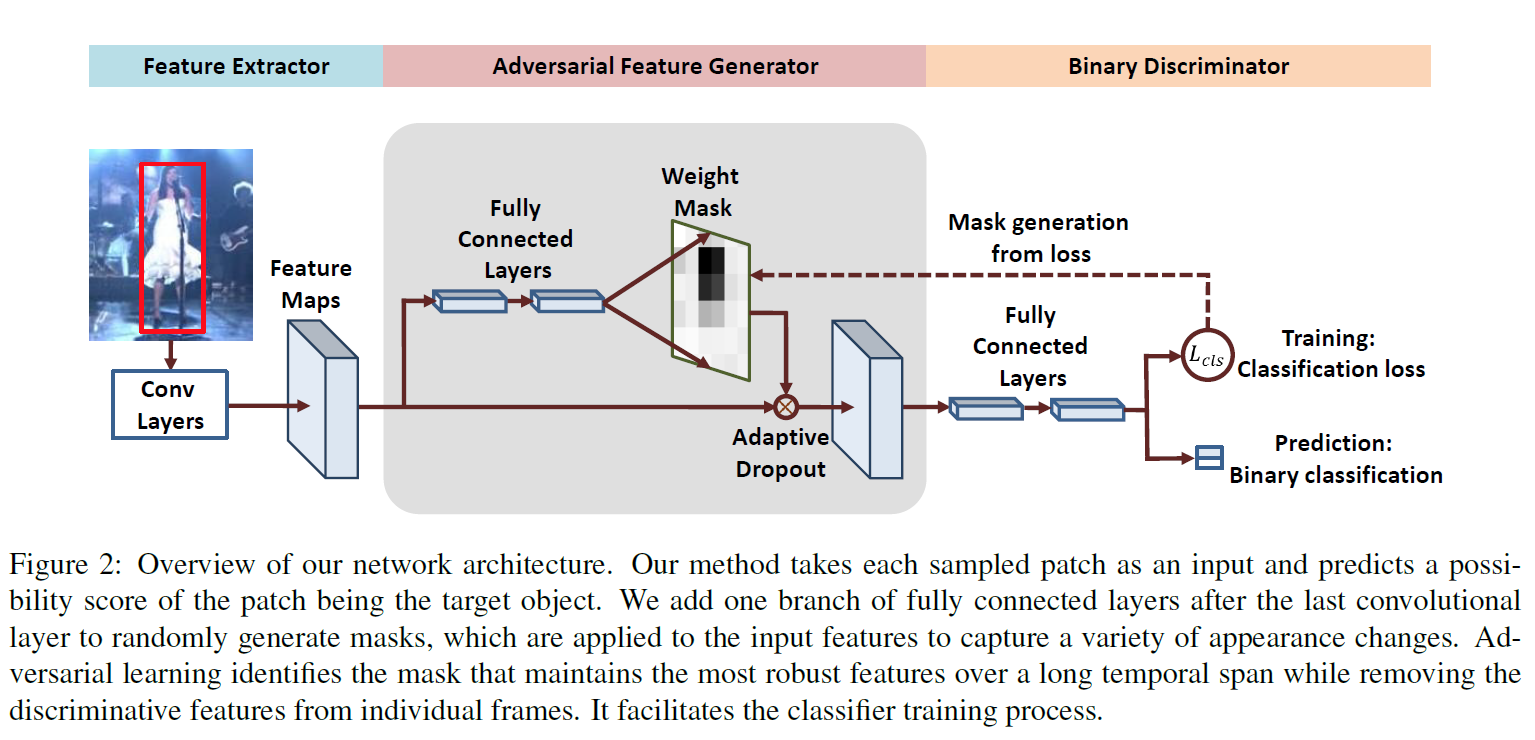 Feature Extractor
Adversarial Feature Generator
Binary Discriminator
Feature
Maps
Conv
Layers
Fully
Connected
Layers
Weight
Mask
Adaptive
Dropout
Mask generation
from loss
Fully
Connected
Layers
L_cls
Training:
Classification loss
Prediction:
Binary classification
Figure 2: Overview of our network architecture. Our method takes each sampled patch as an input and predicts a possi-
bility score of the patch being the target object. We add one branch of fully connected layers after the last convolutional
layer to randomly generate masks, which are applied to the input features to capture a variety of appearance changes. Ad-
versarial learning identifies the mask that maintains the most robust features over a long temporal span while removing the
discriminative features from individual frames. It facilitates the classifier training process.